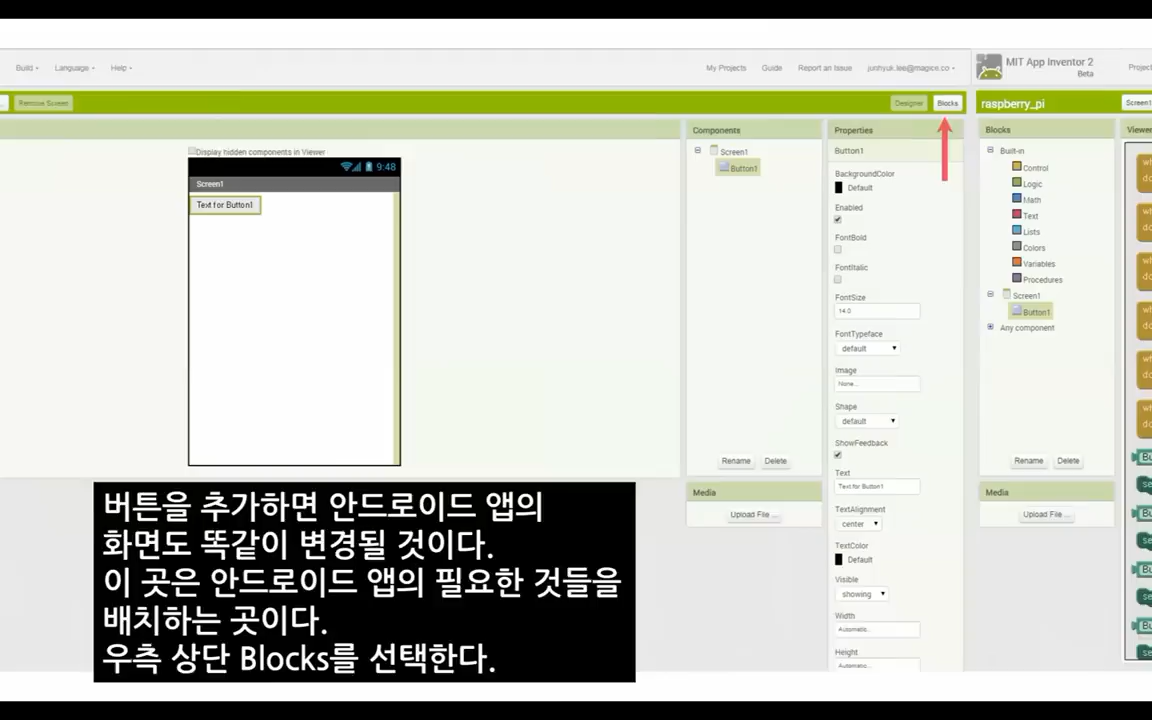 Build
Language
Help
My Projects
Guide
Report an Issue
junhyuk.lee@magice.co
MIT App Inventor 2
Beta
Remove Screen
Designer
Blocks
raspberry_pi
Screen1
Components
Screen1
Button1
Properties
Button1
BackgroundColor
Default
Enabled
FontBold
FontItalic
FontSize
14.0
FontTypeface
default
Image
None...
Shape
default
ShowFeedback
Text
Text for Button1
TextAlignment
center
TextColor
Default
Visible
showing
Width
Automatic...
Height
Automatic...
Rename
Delete
Media
Upload File ...
Display hidden components in Viewer
9:48
Screen1
Text for Button1
Blocks
Built-in
Control
Logic
Math
Text
Lists
Colors
Variables
Procedures
Screen1
Button1
Any component
Rename
Delete
Media
Upload File ...
Viewer
버튼을 추가하면 안드로이드 앱의
화면도 똑같이 변경될 것이다.
이 곳은 안드로이드 앱의 필요한 것들을
배치하는 곳이다.
우측 상단 Blocks를 선택한다.